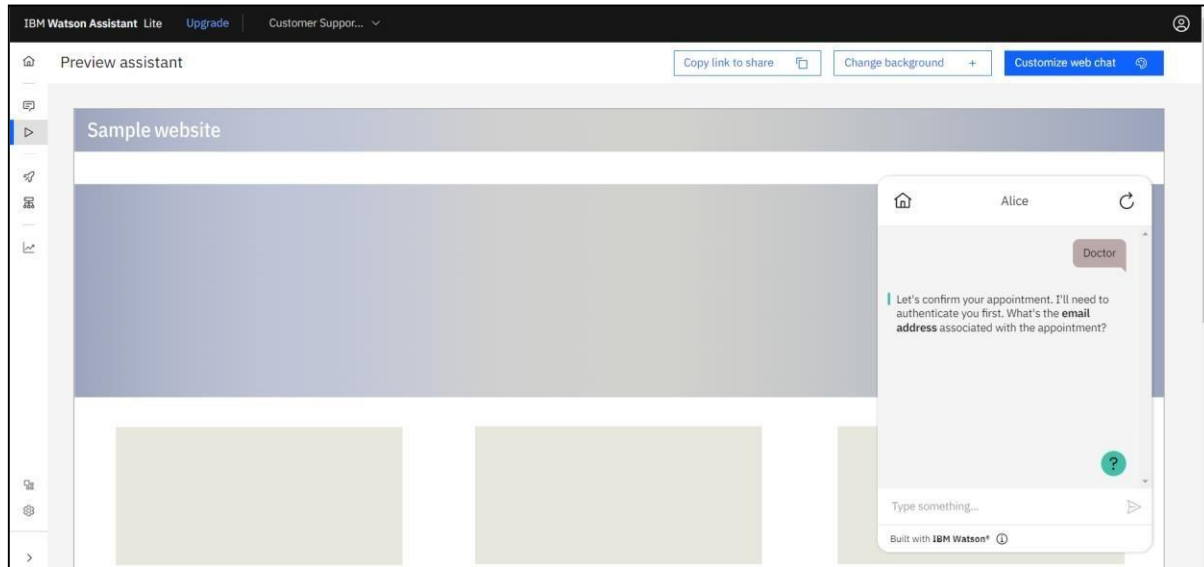 IBM Watson Assistant Lite Upgrade Customer Suppor...
Preview assistant Copy link to share Change background + Customize web chat
Sample website
Alice
Doctor
Let's confirm your appointment. I'll need to
authenticate you first. What's the email
address associated with the appointment?
?
Type something...
Built with IBM Watson®